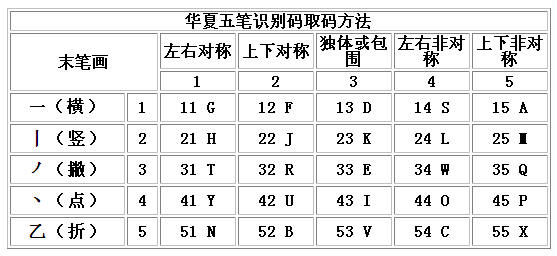 华夏五笔识别码取码方法
末笔画 左右对称 上下对称 独体或包围 左右非对称 上下非对称
1 2 3 4 5
一（横） 1 11 G 12 F 13 D 14 S 15 A
丨（竖） 2 21 H 22 J 23 K 24 L 25 M
丿（撇） 3 31 T 32 R 33 E 34 W 35 Q
丶（点） 4 41 Y 42 U 43 I 44 O 45 P
乙（折） 5 51 N 52 B 53 V 54 C 55 X